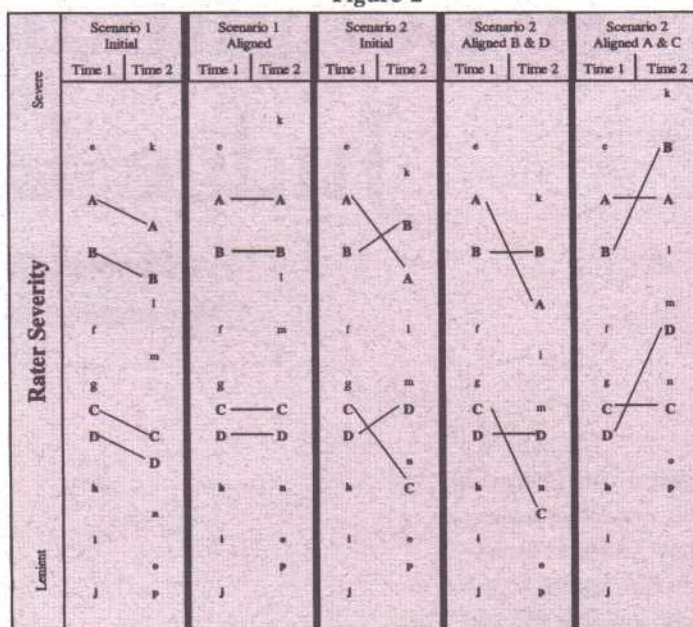 Figure 2
Scenario 1 Scenario 1 Scenario 2 Scenario 2 Scenario 2
Initial Aligned Initial Aligned B & D Aligned A & C
Time 1 Time 2 Time 1 Time 2 Time 1 Time 2 Time 1 Time 2 Time 1 Time 2
Severe
k
k
e k e e e e B
k
A A A A A k A A
A B
B B B B B B B l
B l A
l A m
f f m f l f f D
Rater Severity
m l
g g g m g g n
C C C C D C m C C
D C D D D D D D
D n o
h h n h C h n h p
n C
i i o i o i i
o p p o
Lenient
j p j j j p j